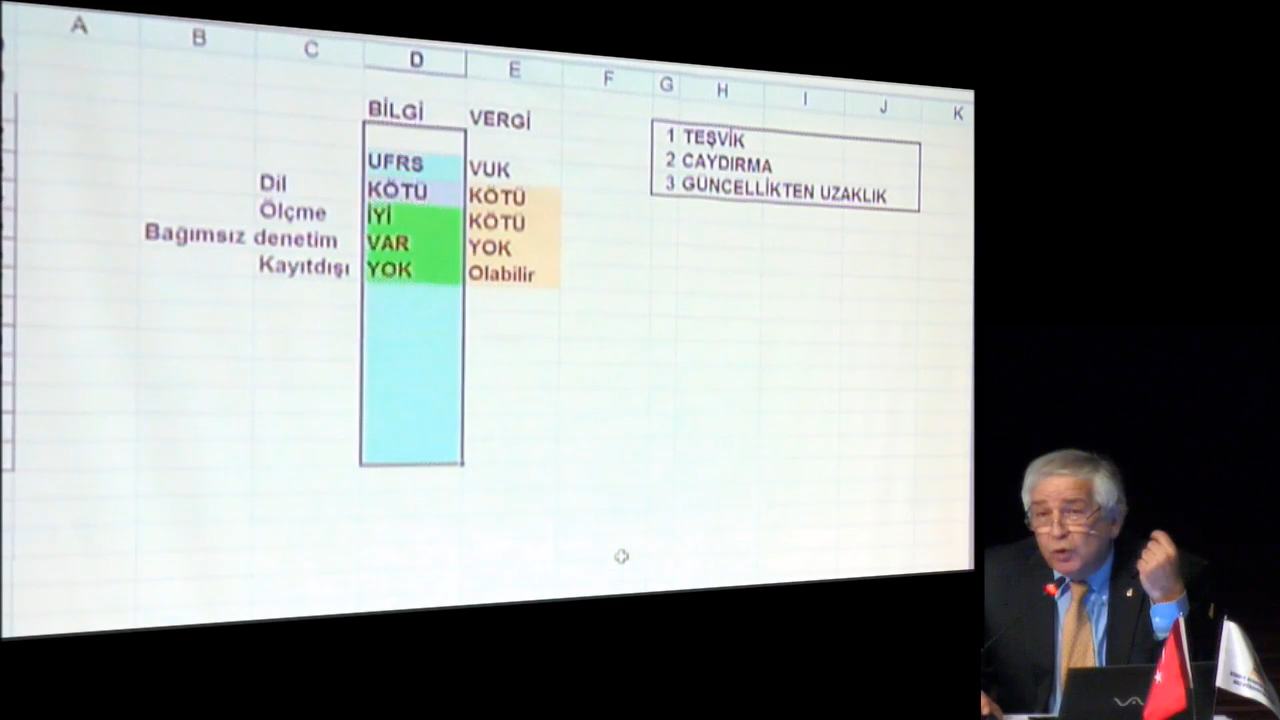 A B C D E F G H I J K
BİLGİ VERGİ
UFRS VUK
Dil KÖTÜ KÖTÜ
Ölçme İYİ KÖTÜ
Bağımsız denetim VAR YOK
Kayıtdışı YOK Olabilir
1 TEŞVİK
2 CAYDIRMA
3 GÜNCELLİKTEN UZAKLIK